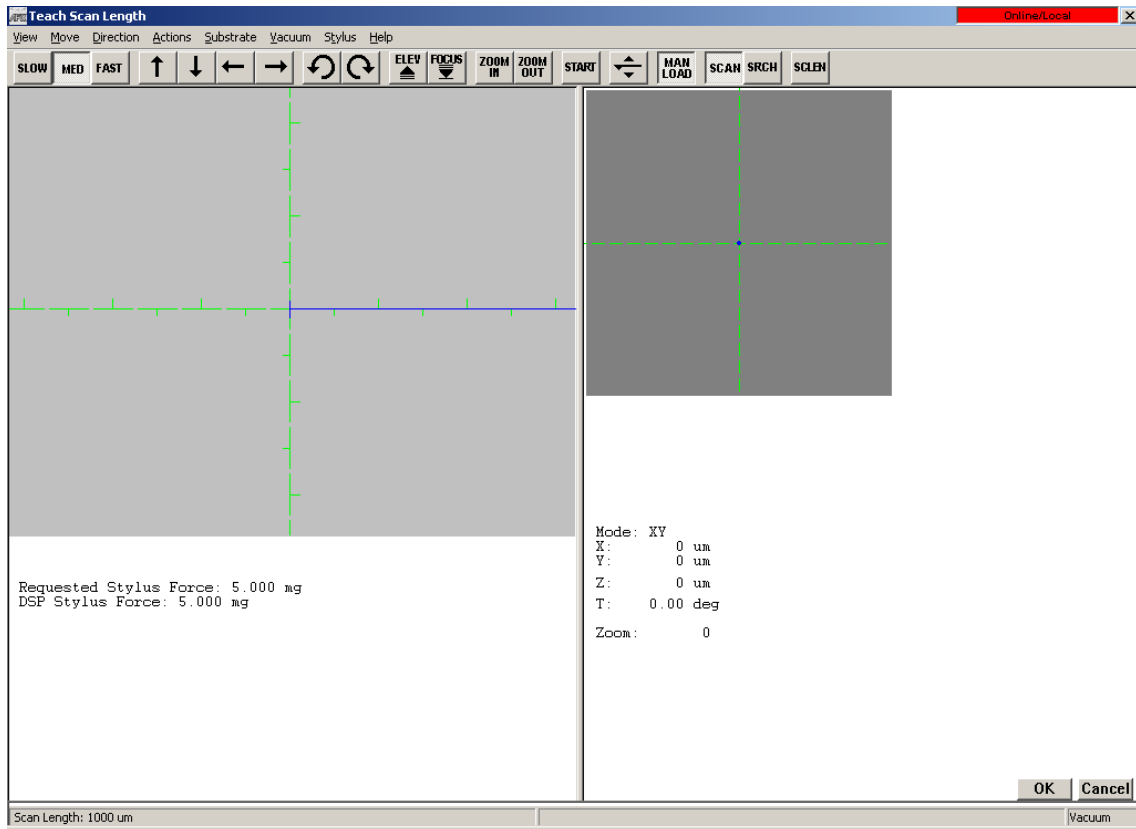 Teach Scan Length
Online/Local
View Move Direction Actions Substrate Vacuum Stylus Help
SLOW MED FAST ELEV FOCUS ZOOM IN ZOOM OUT START MAN LOAD SCAN SRCH SCLEN
Requested Stylus Force: 5.000 mg
DSP Stylus Force: 5.000 mg
Mode: XY
X: 0 um
Y: 0 um
Z: 0 um
T: 0.00 deg
Zoom: 0
OK Cancel
Scan Length: 1000 um
Vacuum